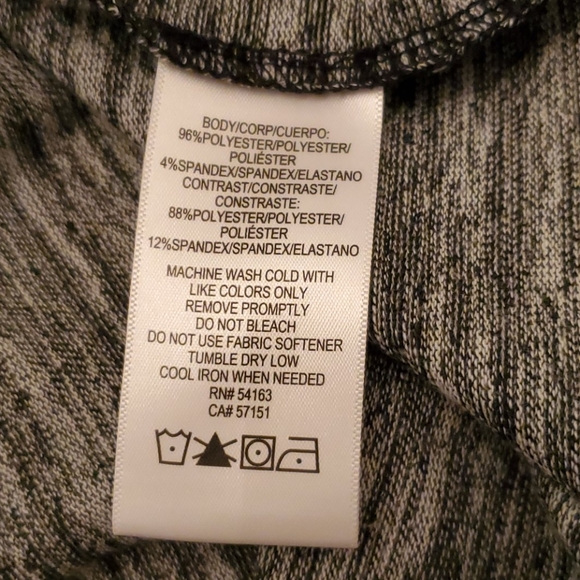 BODY/CORP/CUERPO:
96%POLYESTER/POLYESTER/
POLIÉSTER
4%SPANDEX/SPANDEX/ELASTANO
CONTRAST/CONSTRASTE/
CONSTRASTE:
88%POLYESTER/POLYESTER/
POLIÉSTER
12%SPANDEX/SPANDEX/ELASTANO
MACHINE WASH COLD WITH
LIKE COLORS ONLY
REMOVE PROMPTLY
DO NOT BLEACH
DO NOT USE FABRIC SOFTENER
TUMBLE DRY LOW
COOL IRON WHEN NEEDED
RN# 54163
CA# 57151